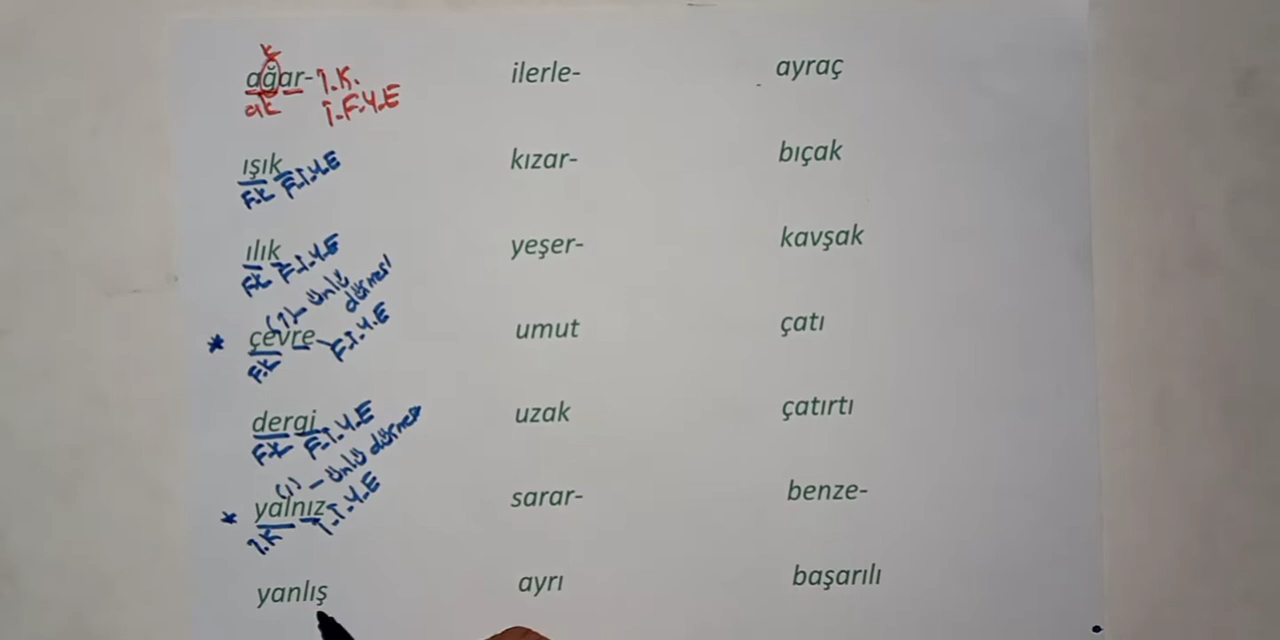 k
ağar- İ.K.
ak İ.F.Y.E
ışık
F.K F.İ.Y.E
ılık
F.K F.İ.Y.E
(i)- ünlü düşmesi
* çevre
F.K F.İ.Y.E
dergi
F.K F.İ.Y.E
(ı) - ünlü düşmesi
* yalnız
İ.K İ.İ.Y.E
yanlış
ilerle-
kızar-
yeşer-
umut
uzak
sarar-
ayrı
ayraç
bıçak
kavşak
çatı
çatırtı
benze-
başarılı